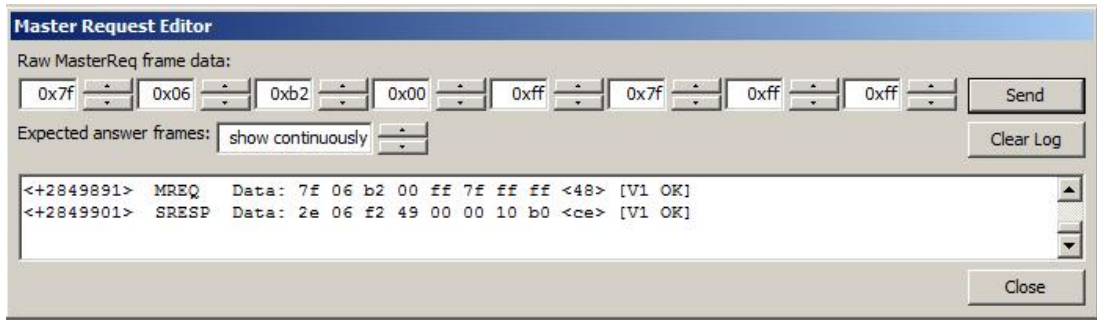 Master Request Editor
Raw MasterReq frame data:
0x7f 0x06 0xb2 0x00 0xff 0x7f 0xff 0xff Send
Expected answer frames: show continuously Clear Log
<+2849891> MREQ Data: 7f 06 b2 00 ff 7f ff ff <48> [V1 OK]
<+2849901> SRESP Data: 2e 06 f2 49 00 00 10 b0 <ce> [V1 OK]
Close